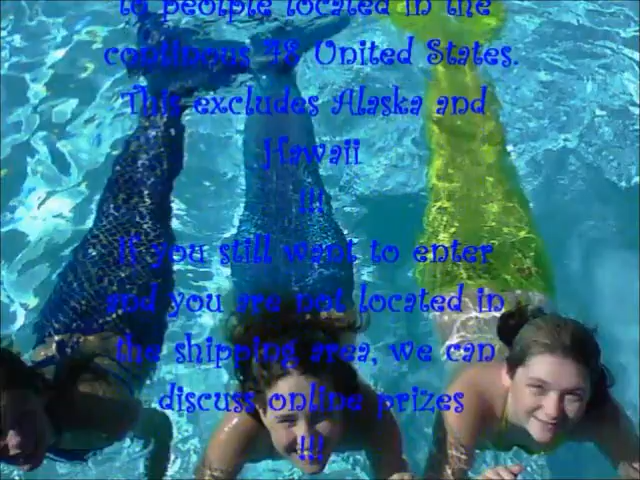 to peolple located in the
continous 48 United States.
This excludes Alaska and
Hawaii
!!!
If you still want to enter
and you are not located in
the shipping area, we can
discuss online prizes
!!!